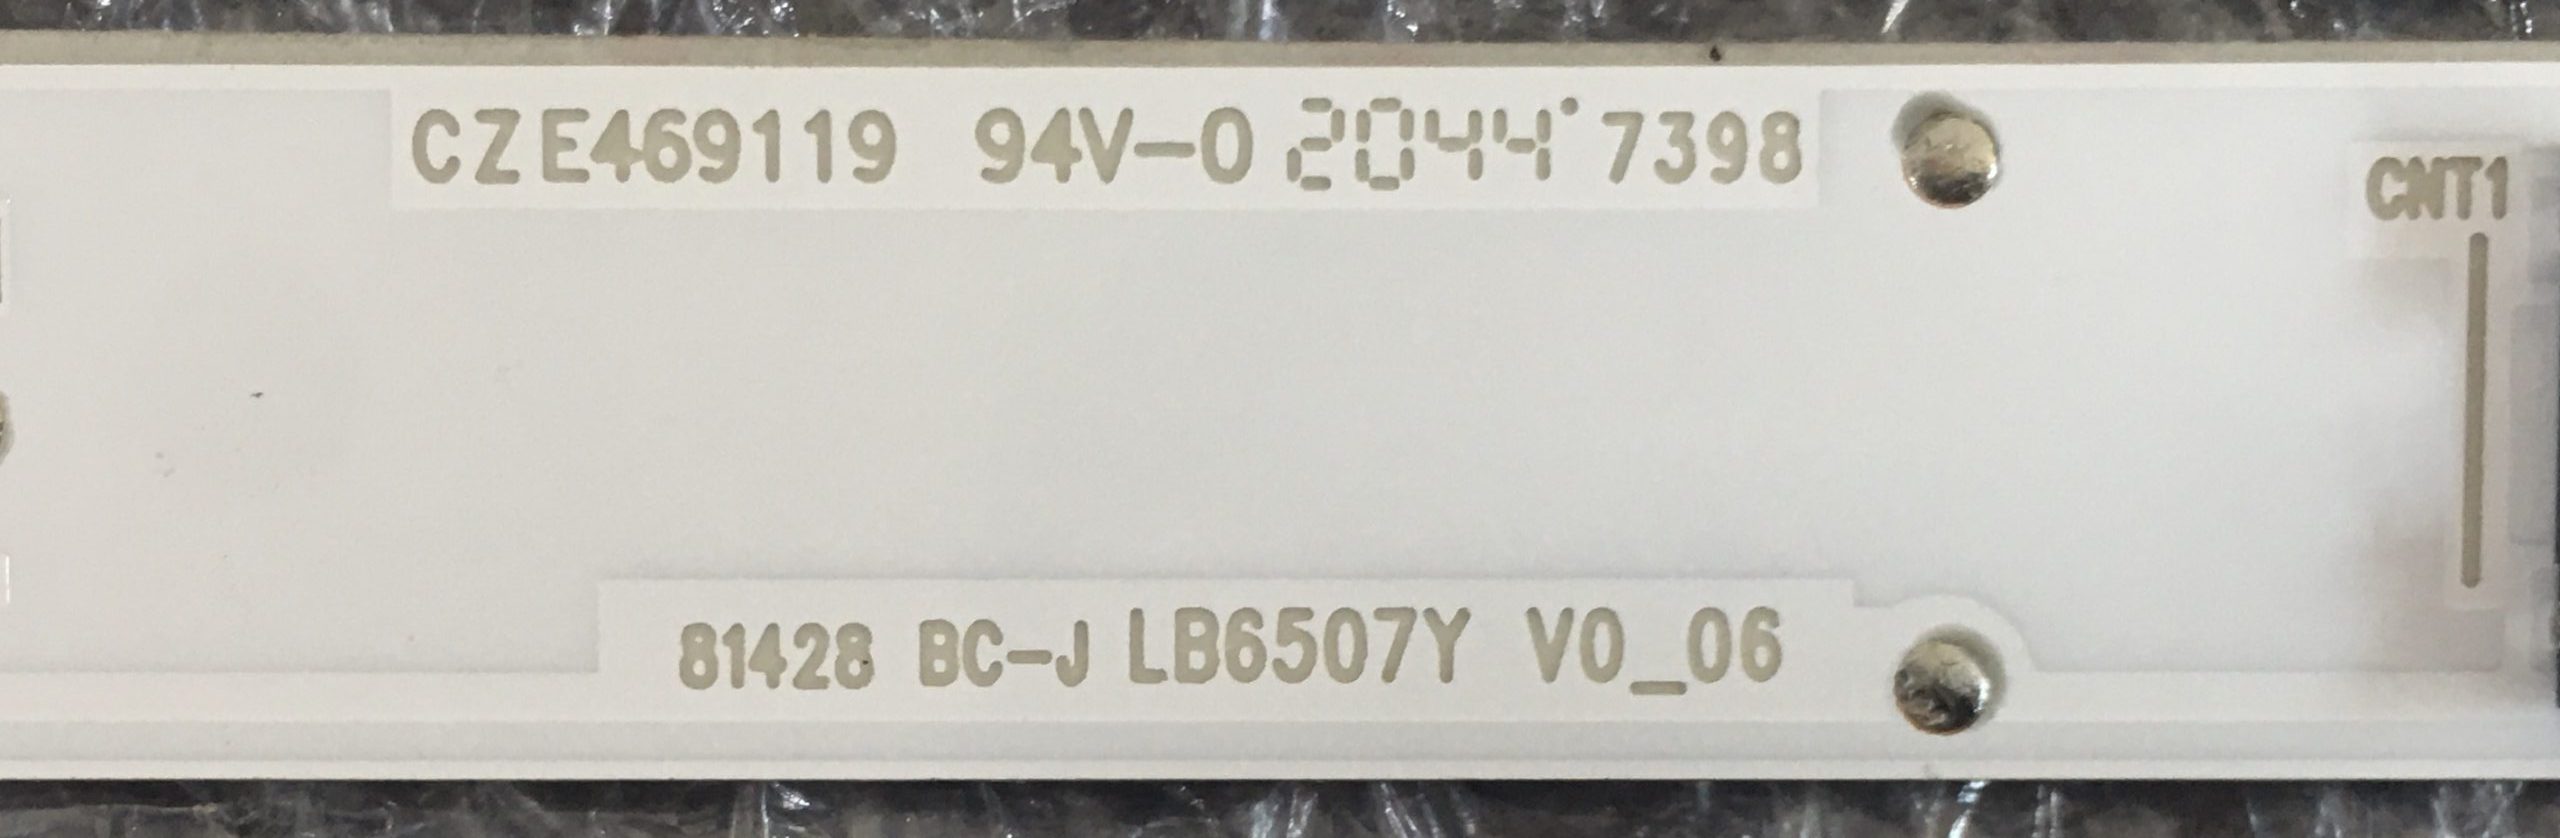 CZE469119 94V-0 2044 7398
CNT1
81428 BC-J LB6507Y V0_06